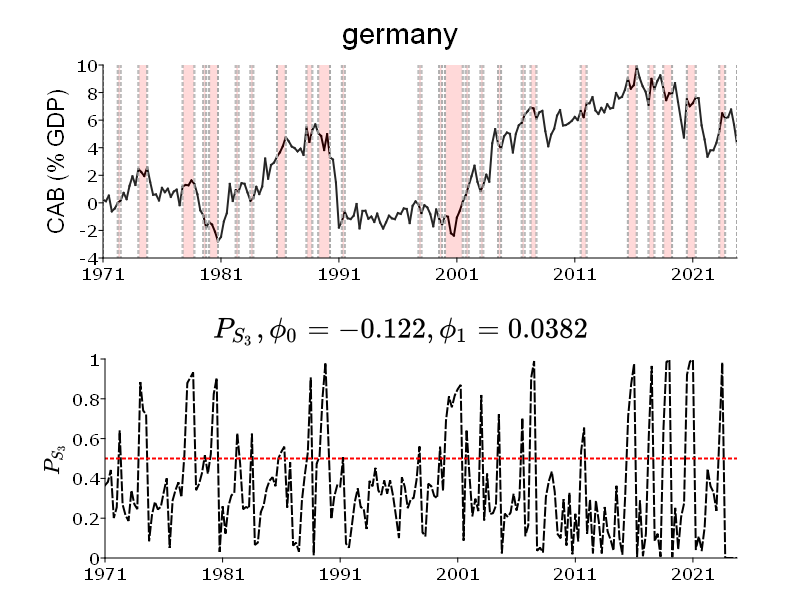 germany
CAB (% GDP)
10
8
6
4
2
0
-2
-4
1971 1981 1991 2001 2011 2021
P_{S_3}, ϕ_0 = −0.122, ϕ_1 = 0.0382
P_{S_3}
1
0.8
0.6
0.4
0.2
0
1971 1981 1991 2001 2011 2021